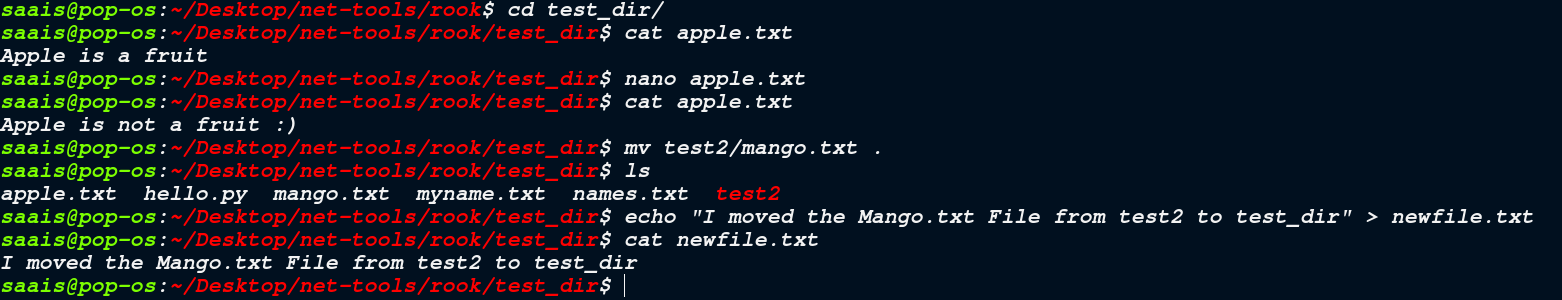 saais@pop-os:~/Desktop/net-tools/rook$ cd test_dir/
saais@pop-os:~/Desktop/net-tools/rook/test_dir$ cat apple.txt
Apple is a fruit
saais@pop-os:~/Desktop/net-tools/rook/test_dir$ nano apple.txt
saais@pop-os:~/Desktop/net-tools/rook/test_dir$ cat apple.txt
Apple is not a fruit :)
saais@pop-os:~/Desktop/net-tools/rook/test_dir$ mv test2/mango.txt .
saais@pop-os:~/Desktop/net-tools/rook/test_dir$ ls
apple.txt  hello.py  mango.txt  myname.txt  names.txt  test2
saais@pop-os:~/Desktop/net-tools/rook/test_dir$ echo "I moved the Mango.txt File from test2 to test_dir" > newfile.txt
saais@pop-os:~/Desktop/net-tools/rook/test_dir$ cat newfile.txt
I moved the Mango.txt File from test2 to test_dir
saais@pop-os:~/Desktop/net-tools/rook/test_dir$